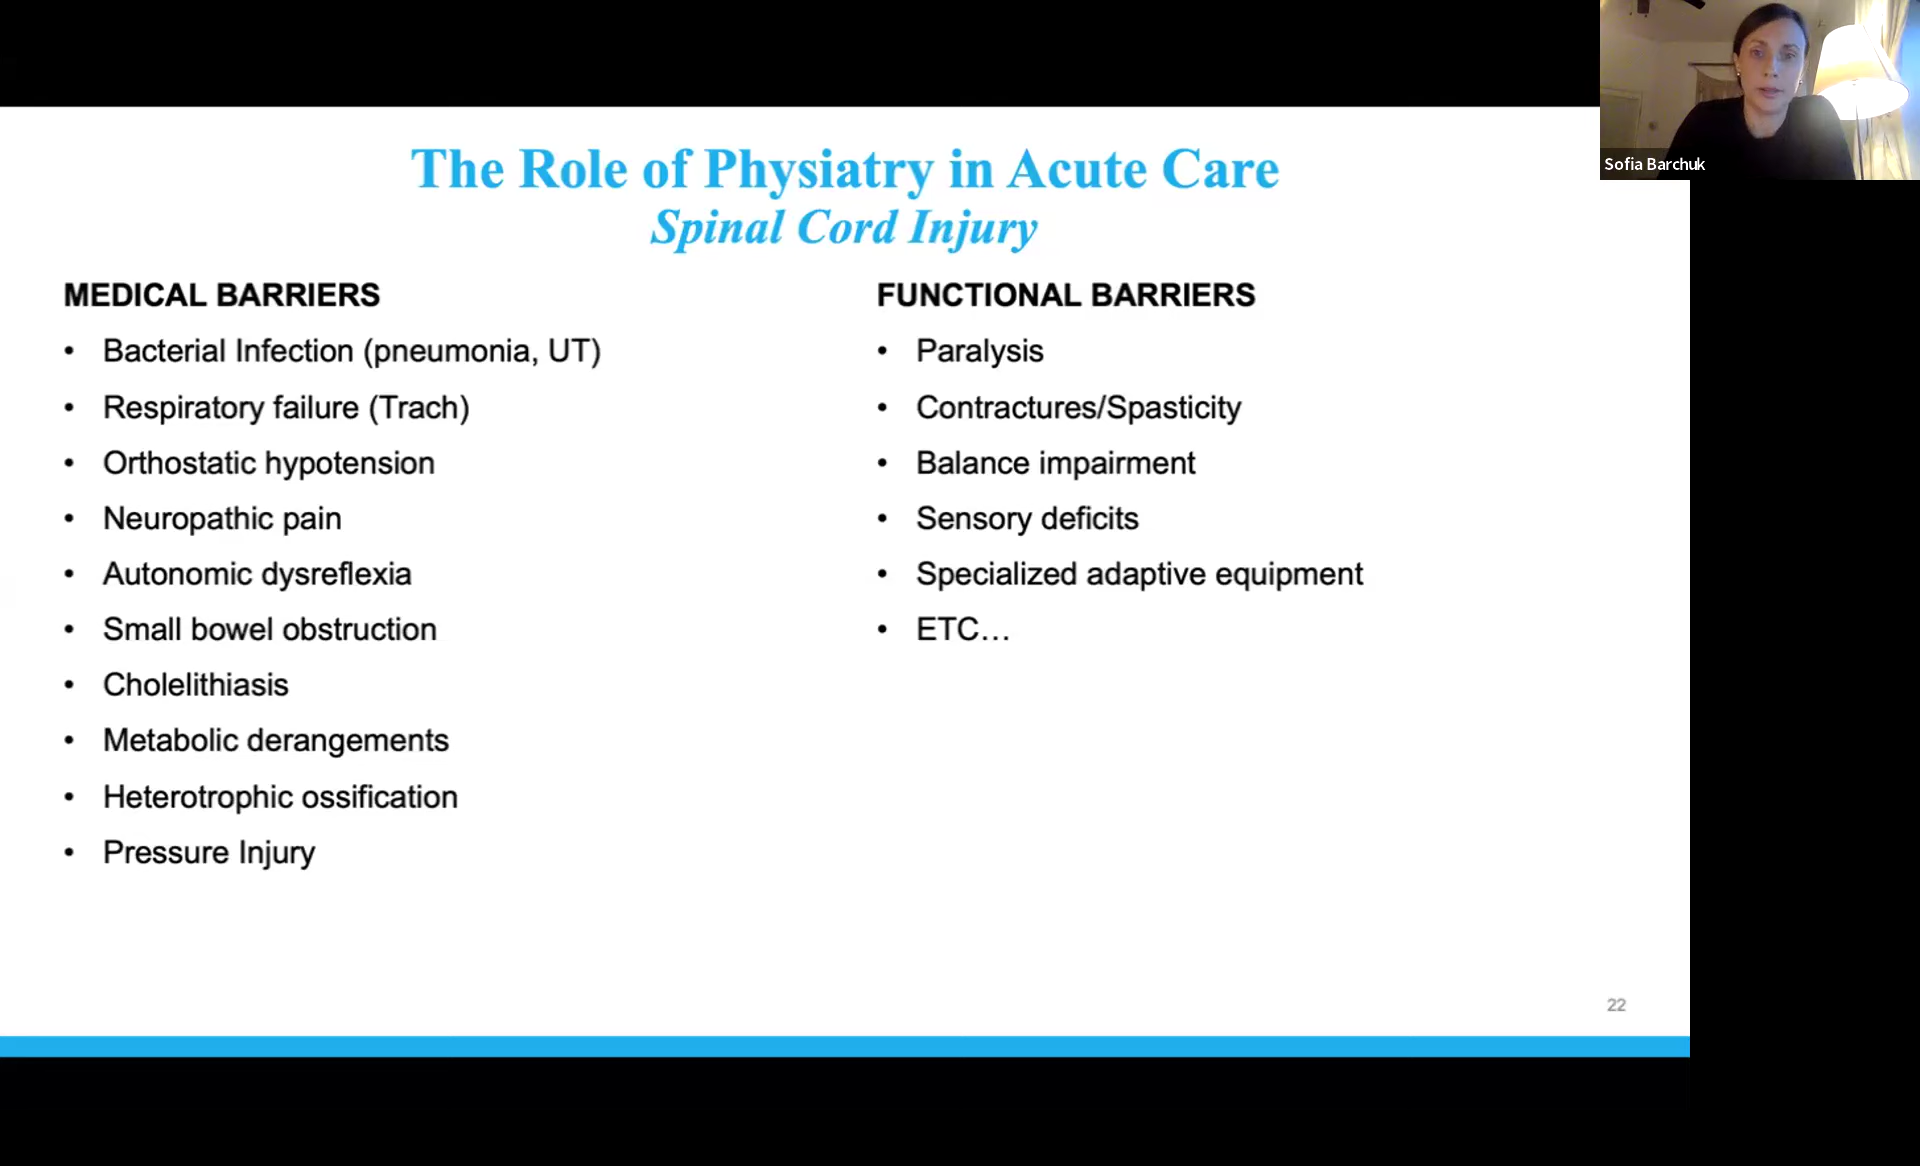 The Role of Physiatry in Acute Care
Spinal Cord Injury
MEDICAL BARRIERS
• Bacterial Infection (pneumonia, UT)
• Respiratory failure (Trach)
• Orthostatic hypotension
• Neuropathic pain
• Autonomic dysreflexia
• Small bowel obstruction
• Cholelithiasis
• Metabolic derangements
• Heterotrophic ossification
• Pressure Injury
FUNCTIONAL BARRIERS
• Paralysis
• Contractures/Spasticity
• Balance impairment
• Sensory deficits
• Specialized adaptive equipment
• ETC…
22
Sofia Barchuk